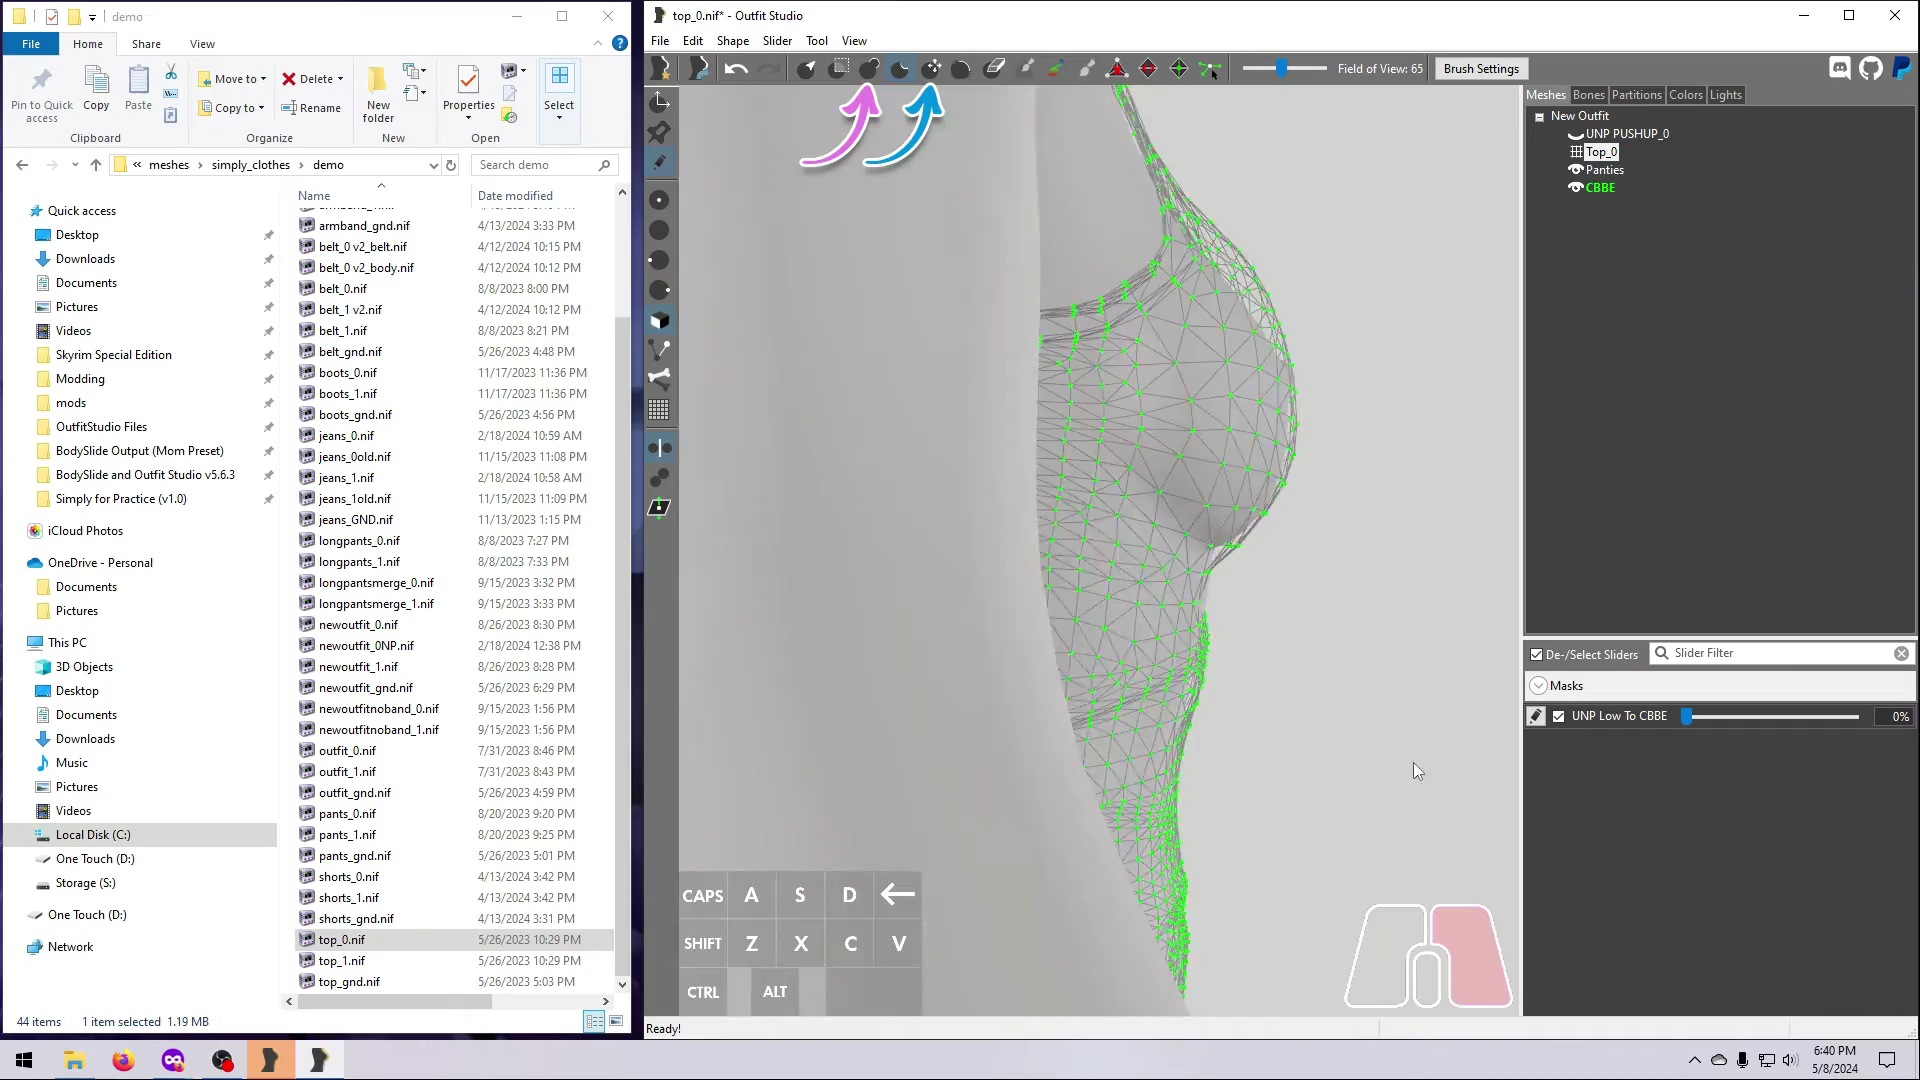 demo
File
Home
Share
View
Pin to Quick access
Copy
Paste
Clipboard
Move to
Copy to
Delete
Rename
Organize
New folder
New
Properties
Open
Select
« meshes › simply_clothes › demo
Search demo
Quick access
Desktop
Downloads
Documents
Pictures
Videos
Skyrim Special Edition
Modding
mods
OutfitStudio Files
BodySlide Output (Mom Preset)
BodySlide and Outfit Studio v5.6.3
Simply for Practice (v1.0)
iCloud Photos
OneDrive - Personal
Documents
Pictures
This PC
3D Objects
Desktop
Documents
Downloads
Music
Pictures
Videos
Local Disk (C:)
One Touch (D:)
Storage (S:)
One Touch (D:)
Network
Name Date modified
armband_gnd.nif 4/13/2024 3:33 PM
belt_0 v2_belt.nif 4/12/2024 10:15 PM
belt_0 v2_body.nif 4/12/2024 10:12 PM
belt_0.nif 8/8/2023 8:00 PM
belt_1 v2.nif 4/12/2024 10:12 PM
belt_1.nif 8/8/2023 8:21 PM
belt_gnd.nif 5/26/2023 4:48 PM
boots_0.nif 11/17/2023 11:36 PM
boots_1.nif 11/17/2023 11:36 PM
boots_gnd.nif 5/26/2023 4:56 PM
jeans_0.nif 2/18/2024 10:59 AM
jeans_0old.nif 11/15/2023 11:08 PM
jeans_1.nif 2/18/2024 10:58 AM
jeans_1old.nif 11/15/2023 11:09 PM
jeans_GND.nif 11/13/2023 1:15 PM
longpants_0.nif 8/8/2023 7:27 PM
longpants_1.nif 8/8/2023 7:33 PM
longpantsmerge_0.nif 9/15/2023 3:32 PM
longpantsmerge_1.nif 9/15/2023 3:33 PM
newoutfit_0.nif 8/26/2023 8:30 PM
newoutfit_0NP.nif 2/18/2024 12:38 PM
newoutfit_1.nif 8/26/2023 8:28 PM
newoutfit_gnd.nif 5/26/2023 6:29 PM
newoutfitnoband_0.nif 9/15/2023 1:56 PM
newoutfitnoband_1.nif 9/15/2023 1:56 PM
outfit_0.nif 7/31/2023 8:46 PM
outfit_1.nif 7/31/2023 8:43 PM
outfit_gnd.nif 5/26/2023 4:59 PM
pants_0.nif 8/20/2023 9:20 PM
pants_1.nif 8/20/2023 9:25 PM
pants_gnd.nif 5/26/2023 5:01 PM
shorts_0.nif 4/13/2024 3:42 PM
shorts_1.nif 4/13/2024 3:42 PM
shorts_gnd.nif 4/13/2024 3:31 PM
top_0.nif 5/26/2023 10:29 PM
top_1.nif 5/26/2023 10:29 PM
top_gnd.nif 5/26/2023 5:03 PM
44 items 1 item selected 1.19 MB
top_0.nif* - Outfit Studio
File Edit Shape Slider Tool View
Field of View: 65
Brush Settings
Meshes Bones Partitions Colors Lights
New Outfit
UNP PUSHUP_0
Top_0
Panties
CBBE
De-/Select Sliders
Slider Filter
Masks
UNP Low To CBBE 0%
CAPS A S D
SHIFT Z X C V
CTRL ALT
Ready!
6:40 PM
5/8/2024